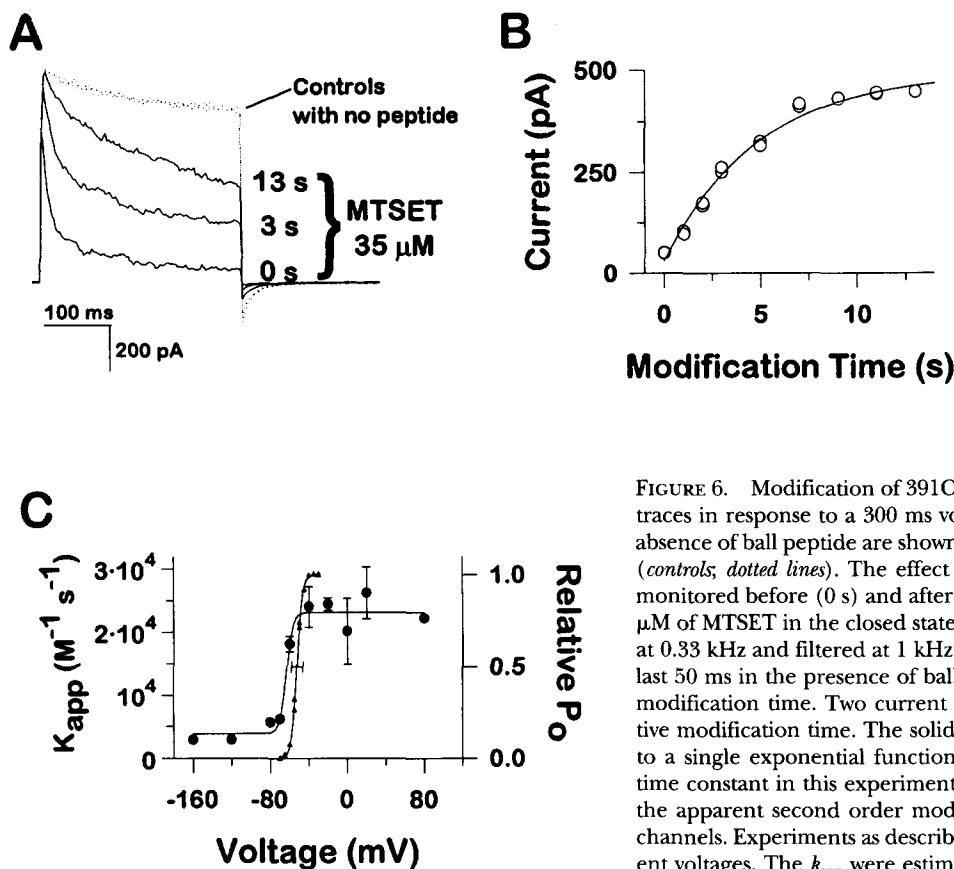 A
Controls
with no peptide
13 s
3 s
0 s
MTSET
35 µM
100 ms
200 pA
B
Current (pA)
500
250
0
0 5 10
Modification Time (s)
C
Kapp (M⁻¹ s⁻¹)
3·10⁴
2·10⁴
10⁴
0
Relative Po
1.0
0.5
0.0
-160 -80 0 80
Voltage (mV)
FIGURE 6. Modification of 391C
traces in response to a 300 ms vo
absence of ball peptide are shown
(controls; dotted lines). The effect
monitored before (0 s) and after
µM of MTSET in the closed state
at 0.33 kHz and filtered at 1 kHz
last 50 ms in the presence of ball
modification time. Two current
tive modification time. The solid
to a single exponential function
time constant in this experiment
the apparent second order mod
channels. Experiments as describ
ent voltages. The k were estim